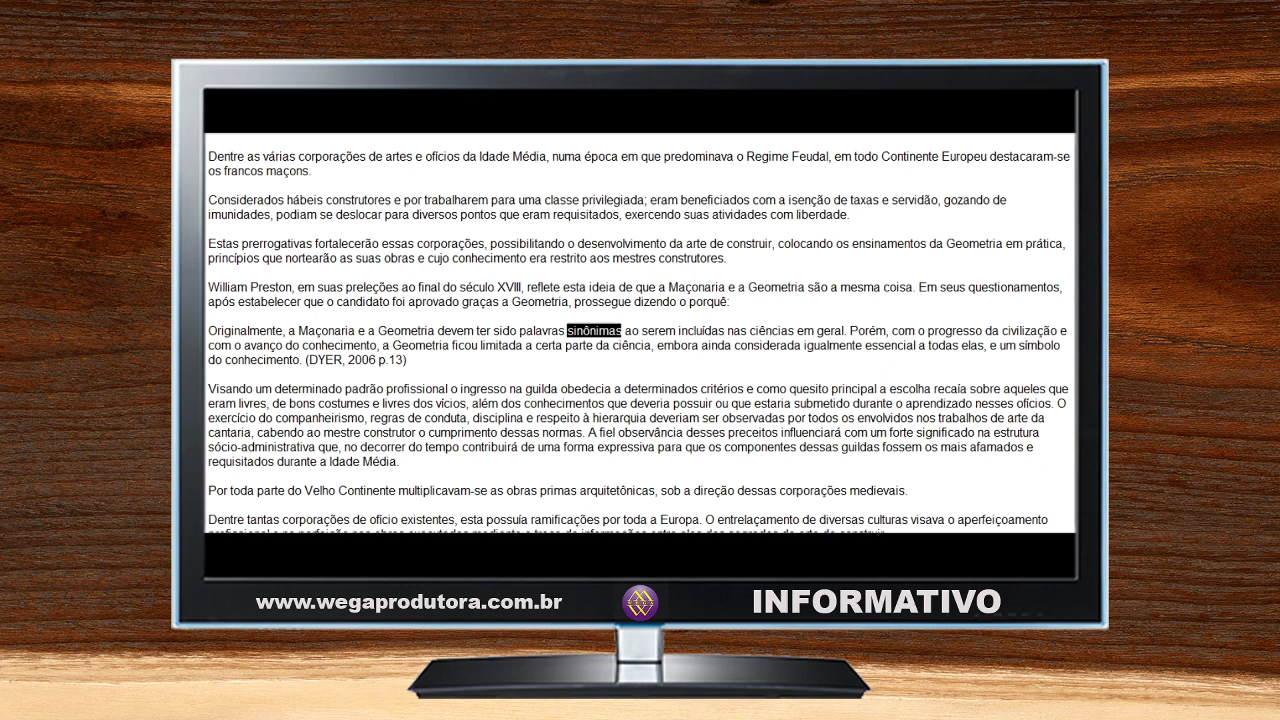 Dentre as várias corporações de artes e ofícios da Idade Média, numa época em que predominava o Regime Feudal, em todo Continente Europeu destacaram-se
os francos maçons.
Considerados hábeis construtores e por trabalharem para uma classe privilegiada; eram beneficiados com a isenção de taxas e servidão, gozando de
imunidades, podiam se deslocar para diversos pontos que eram requisitados, exercendo suas atividades com liberdade.
Estas prerrogativas fortalecerão essas corporações, possibilitando o desenvolvimento da arte de construir, colocando os ensinamentos da Geometria em prática,
princípios que nortearão as suas obras e cujo conhecimento era restrito aos mestres construtores.
William Preston, em suas preleções ao final do século XVIII, reflete esta ideia de que a Maçonaria e a Geometria são a mesma coisa. Em seus questionamentos,
após estabelecer que o candidato foi aprovado graças a Geometria, prossegue dizendo o porquê:
Originalmente, a Maçonaria e a Geometria devem ter sido palavras sinônimas ao serem incluídas nas ciências em geral. Porém, com o progresso da civilização e
com o avanço do conhecimento, a Geometria ficou limitada a certa parte da ciência, embora ainda considerada igualmente essencial a todas elas, e um símbolo
do conhecimento. (DYER, 2006 p.13)
Visando um determinado padrão profissional o ingresso na guilda obedecia a determinados critérios e como quesito principal a escolha recaía sobre aqueles que
eram livres, de bons costumes e livres dos vícios, além dos conhecimentos que deveria possuir ou que estaria submetido durante o aprendizado nesses ofícios. O
exercício do companheirismo, regras de conduta, disciplina e respeito à hierarquia deveriam ser observadas por todos os envolvidos nos trabalhos de arte da
cantaria, cabendo ao mestre construtor o cumprimento dessas normas. A fiel observância desses preceitos influenciará com um forte significado na estrutura
sócio-administrativa que, no decorrer do tempo contribuirá de uma forma expressiva para que os componentes dessas guildas fossem os mais afamados e
requisitados durante a Idade Média.
Por toda parte do Velho Continente multiplicavam-se as obras primas arquitetônicas, sob a direção dessas corporações medievais.
Dentre tantas corporações de ofício existentes, esta possuía ramificações por toda a Europa. O entrelaçamento de diversas culturas visava o aperfeiçoamento
www.wegaprodutora.com.br
INFORMATIVO